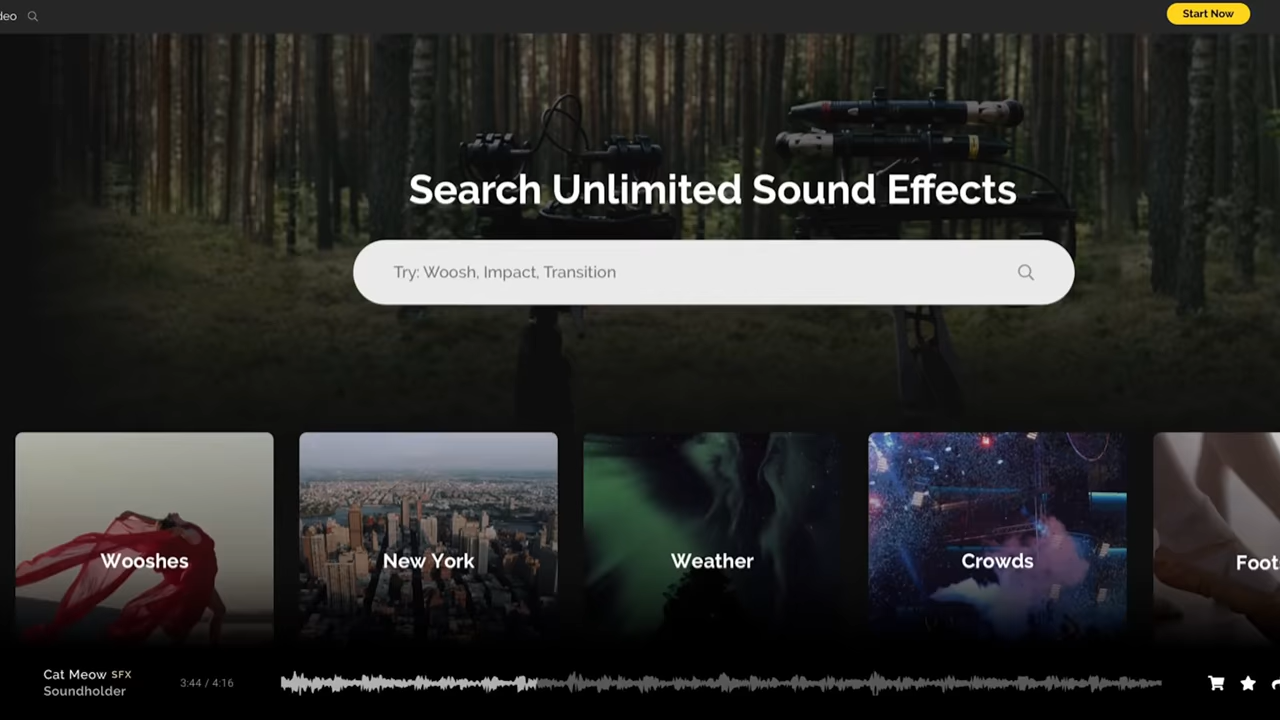 deo
Start Now
Search Unlimited Sound Effects
Try: Woosh, Impact, Transition
Wooshes
New York
Weather
Crowds
Foot
Cat Meow SFX
3:44 / 4:16
Soundholder